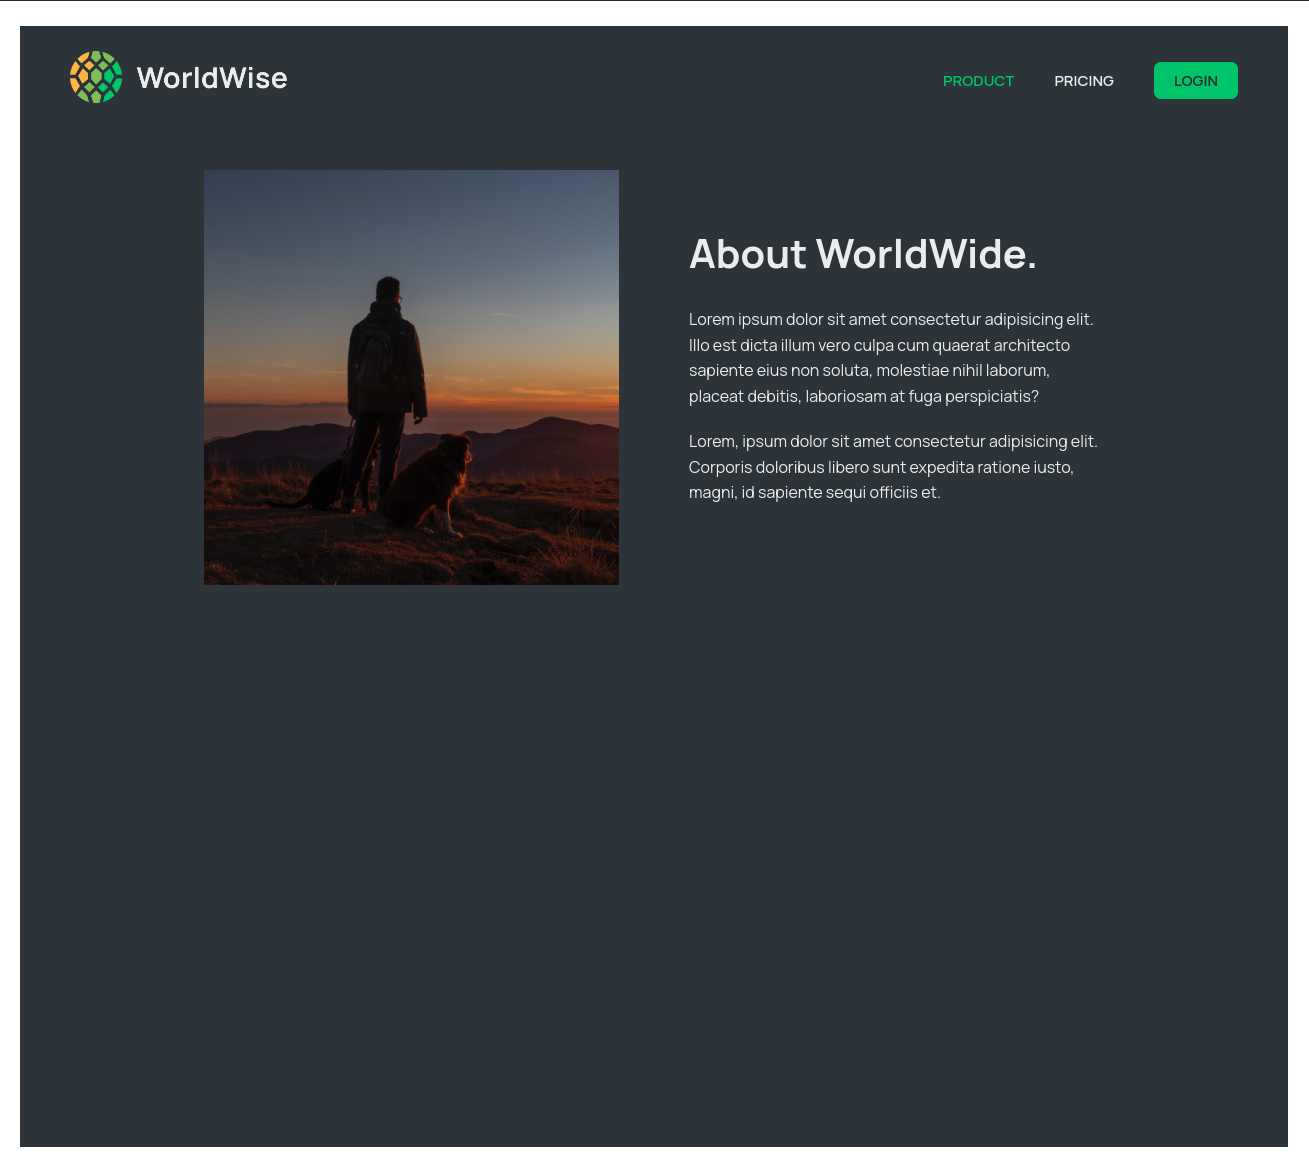 WorldWise
PRODUCT
PRICING
LOGIN
About WorldWide.
Lorem ipsum dolor sit amet consectetur adipisicing elit.
Illo est dicta illum vero culpa cum quaerat architecto
sapiente eius non soluta, molestiae nihil laborum,
placeat debitis, laboriosam at fuga perspiciatis?
Lorem, ipsum dolor sit amet consectetur adipisicing elit.
Corporis doloribus libero sunt expedita ratione iusto,
magni, id sapiente sequi officiis et.